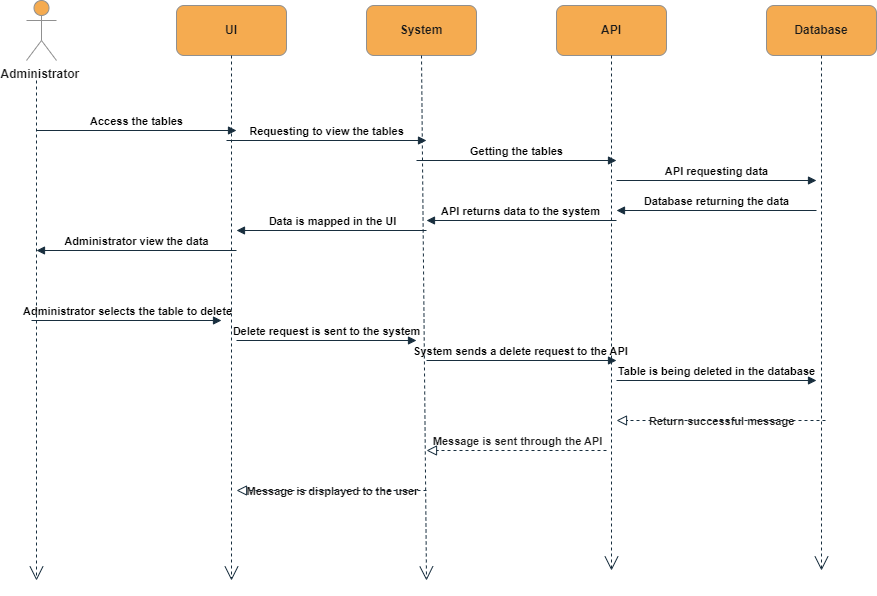 UI
System
API
Database
Administrator
Access the tables
Requesting to view the tables
Getting the tables
API requesting data
Database returning the data
API returns data to the system
Data is mapped in the UI
Administrator view the data
Administrator selects the table to delete
Delete request is sent to the system
System sends a delete request to the API
Table is being deleted in the database
Return successful message
Message is sent through the API
Message is displayed to the user